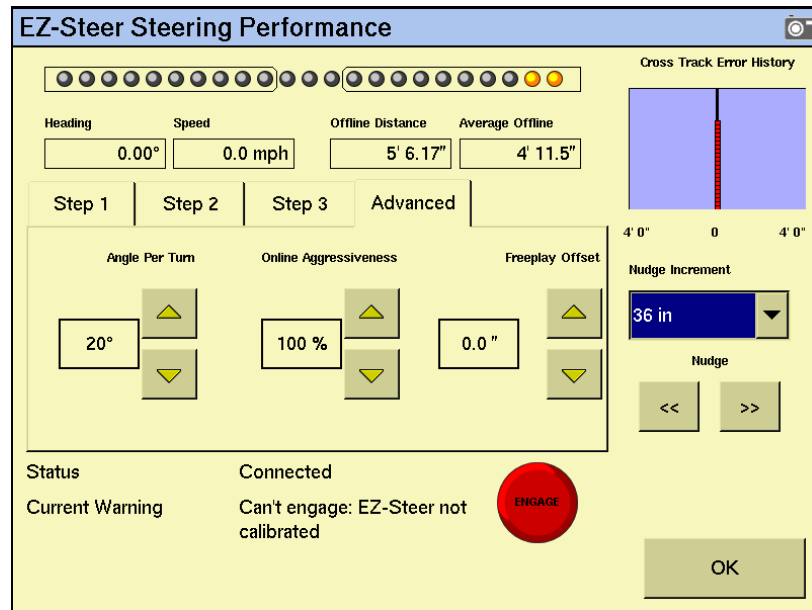 EZ-Steer Steering Performance
Cross Track Error History
Heading Speed Offline Distance Average Offline
0.00° 0.0 mph 5' 6.17" 4' 11.5"
Step 1 Step 2 Step 3 Advanced
4' 0" 0 4' 0"
Angle Per Turn Online Aggressiveness Freeplay Offset
Nudge Increment
36 in
20° 100 % 0.0 "
Nudge
<< >>
Status Connected
Current Warning Can't engage: EZ-Steer not
calibrated
ENGAGE
OK